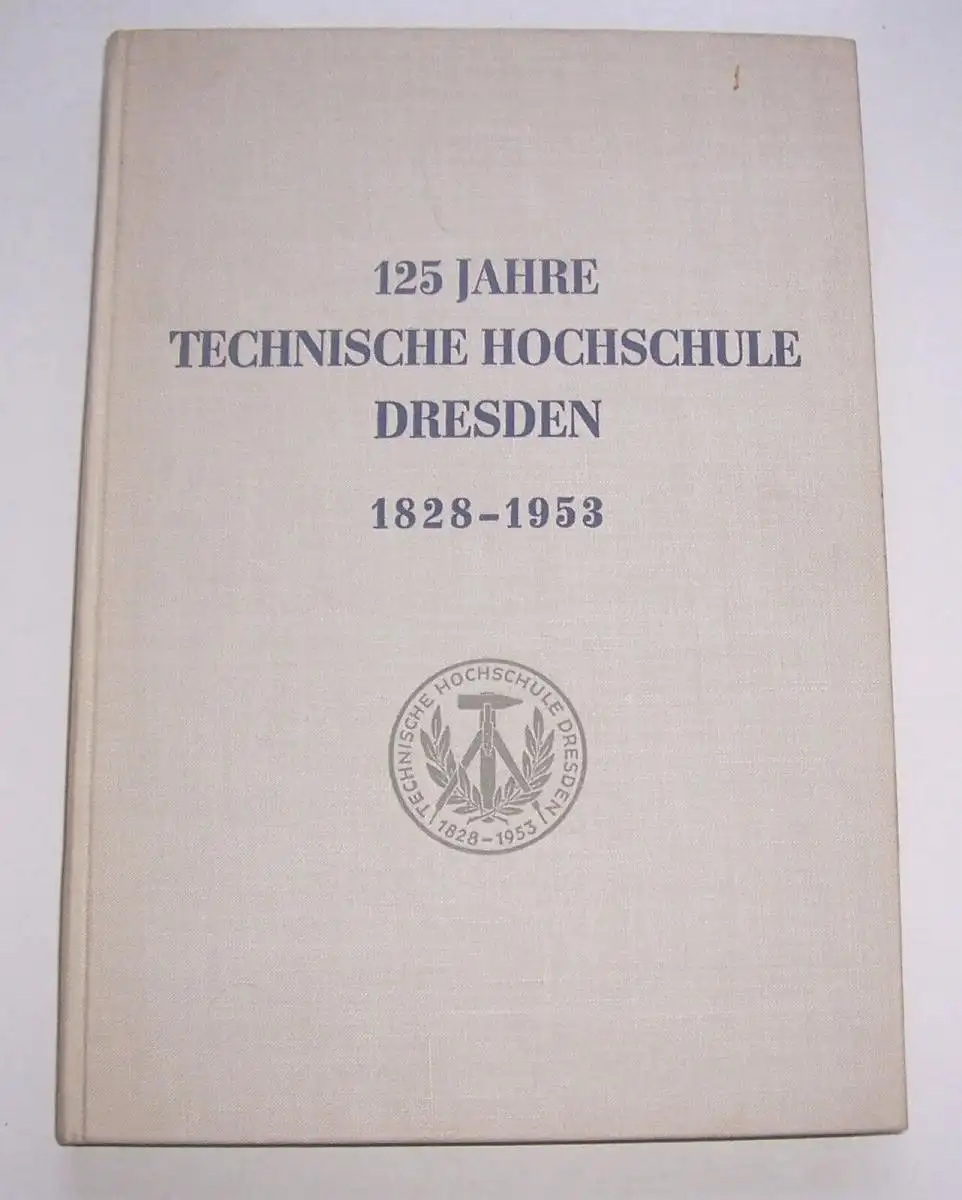 125 JAHRE
TECHNISCHE HOCHSCHULE
DRESDEN
1828-1953
TECHNISCHE HOCHSCHULE DRESDEN
1828-1953